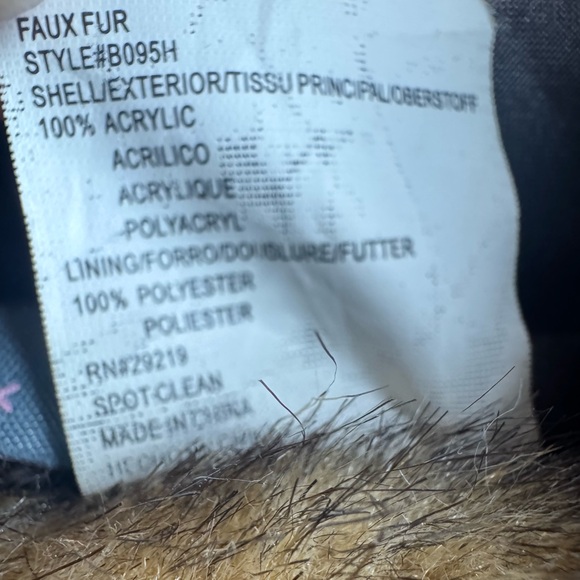 FAUX FUR
STYLE#B095H
SHELL/EXTERIOR/TISSU PRINCIPAL/OBERSTOFF
100% ACRYLIC
ACRILICO
ACRYLIQUE
POLYACRYL
LINING/FORRO/DOUBLURE/FUTTER
100% POLYESTER
POLIESTER
RN#29219
SPOT CLEAN
MADE IN CHINA